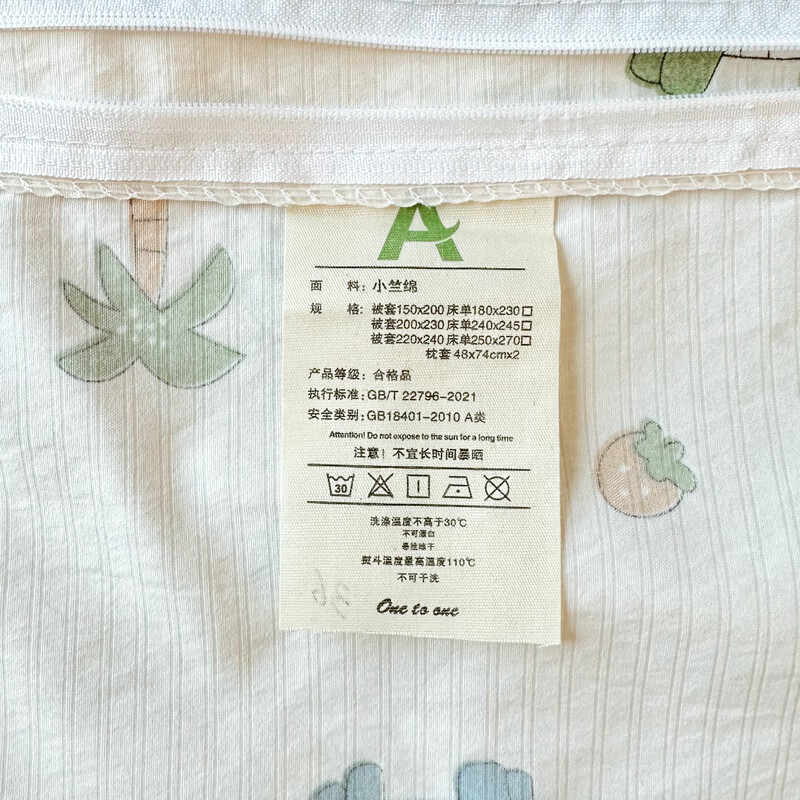 A
面 料: 小竺绵
规 格: 被套150x200 床单180x230□
被套200x230 床单240x245□
被套220x240 床单250x270□
枕套 48x74cmx2
产品等级: 合格品
执行标准: GB/T 22796-2021
安全类别: GB18401-2010 A类
Attention! Do not expose to the sun for a long time
注意! 不宜长时间暴晒
30
洗涤温度不高于30℃
不可漂白
悬挂晾干
熨斗温度最高温度110℃
不可干洗
One to one